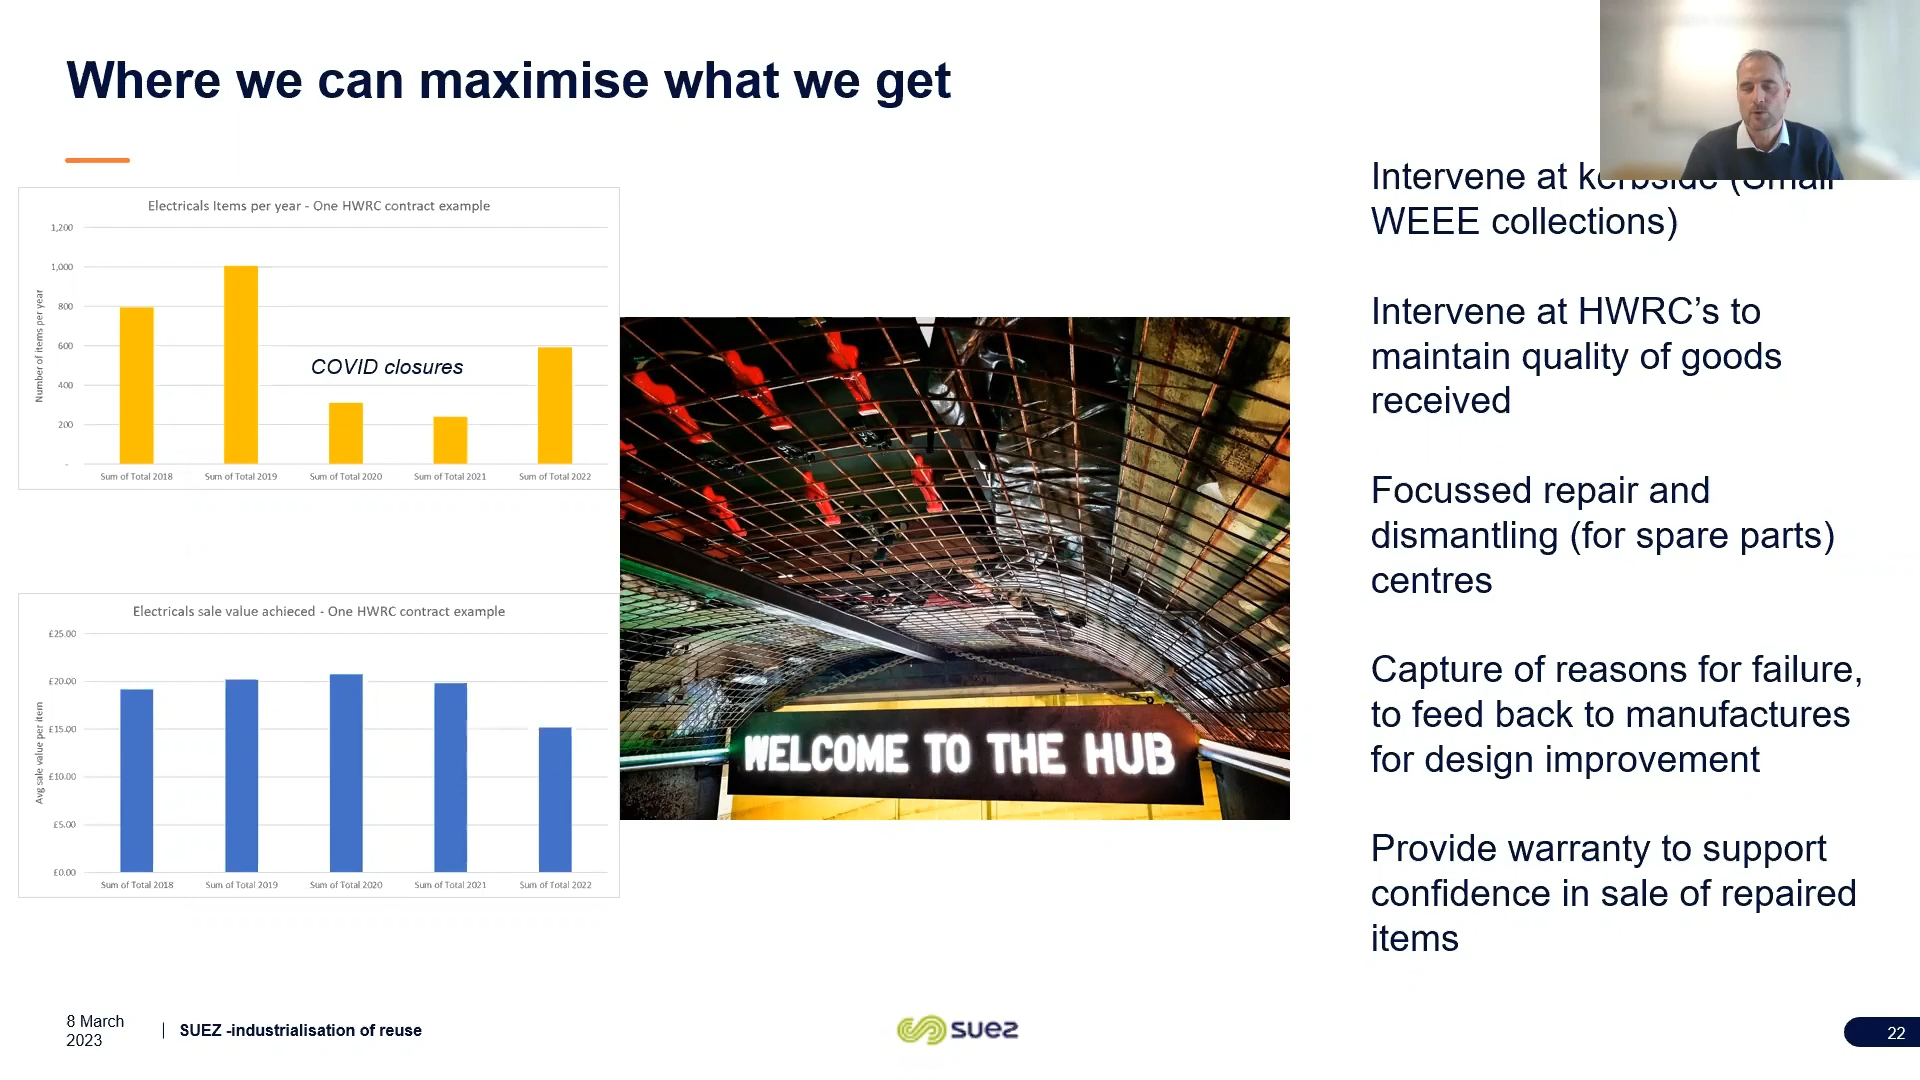 Where we can maximise what we get
Electricals Items per year - One HWRC contract example
1,200
1,000
800
600
400
200
-
Number of items per year
COVID closures
Sum of Total 2018
Sum of Total 2019
Sum of Total 2020
Sum of Total 2021
Sum of Total 2022
Electricals sale value achieced - One HWRC contract example
£25.00
£20.00
£15.00
£10.00
£5.00
£0.00
Avg sale value per item
Sum of Total 2018
Sum of Total 2019
Sum of Total 2020
Sum of Total 2021
Sum of Total 2022
WELCOME TO THE HUB
Intervene at kerbside (Small
WEEE collections)
Intervene at HWRC’s to
maintain quality of goods
received
Focussed repair and
dismantling (for spare parts)
centres
Capture of reasons for failure,
to feed back to manufactures
for design improvement
Provide warranty to support
confidence in sale of repaired
items
8 March
2023
SUEZ -industrialisation of reuse
suez
22